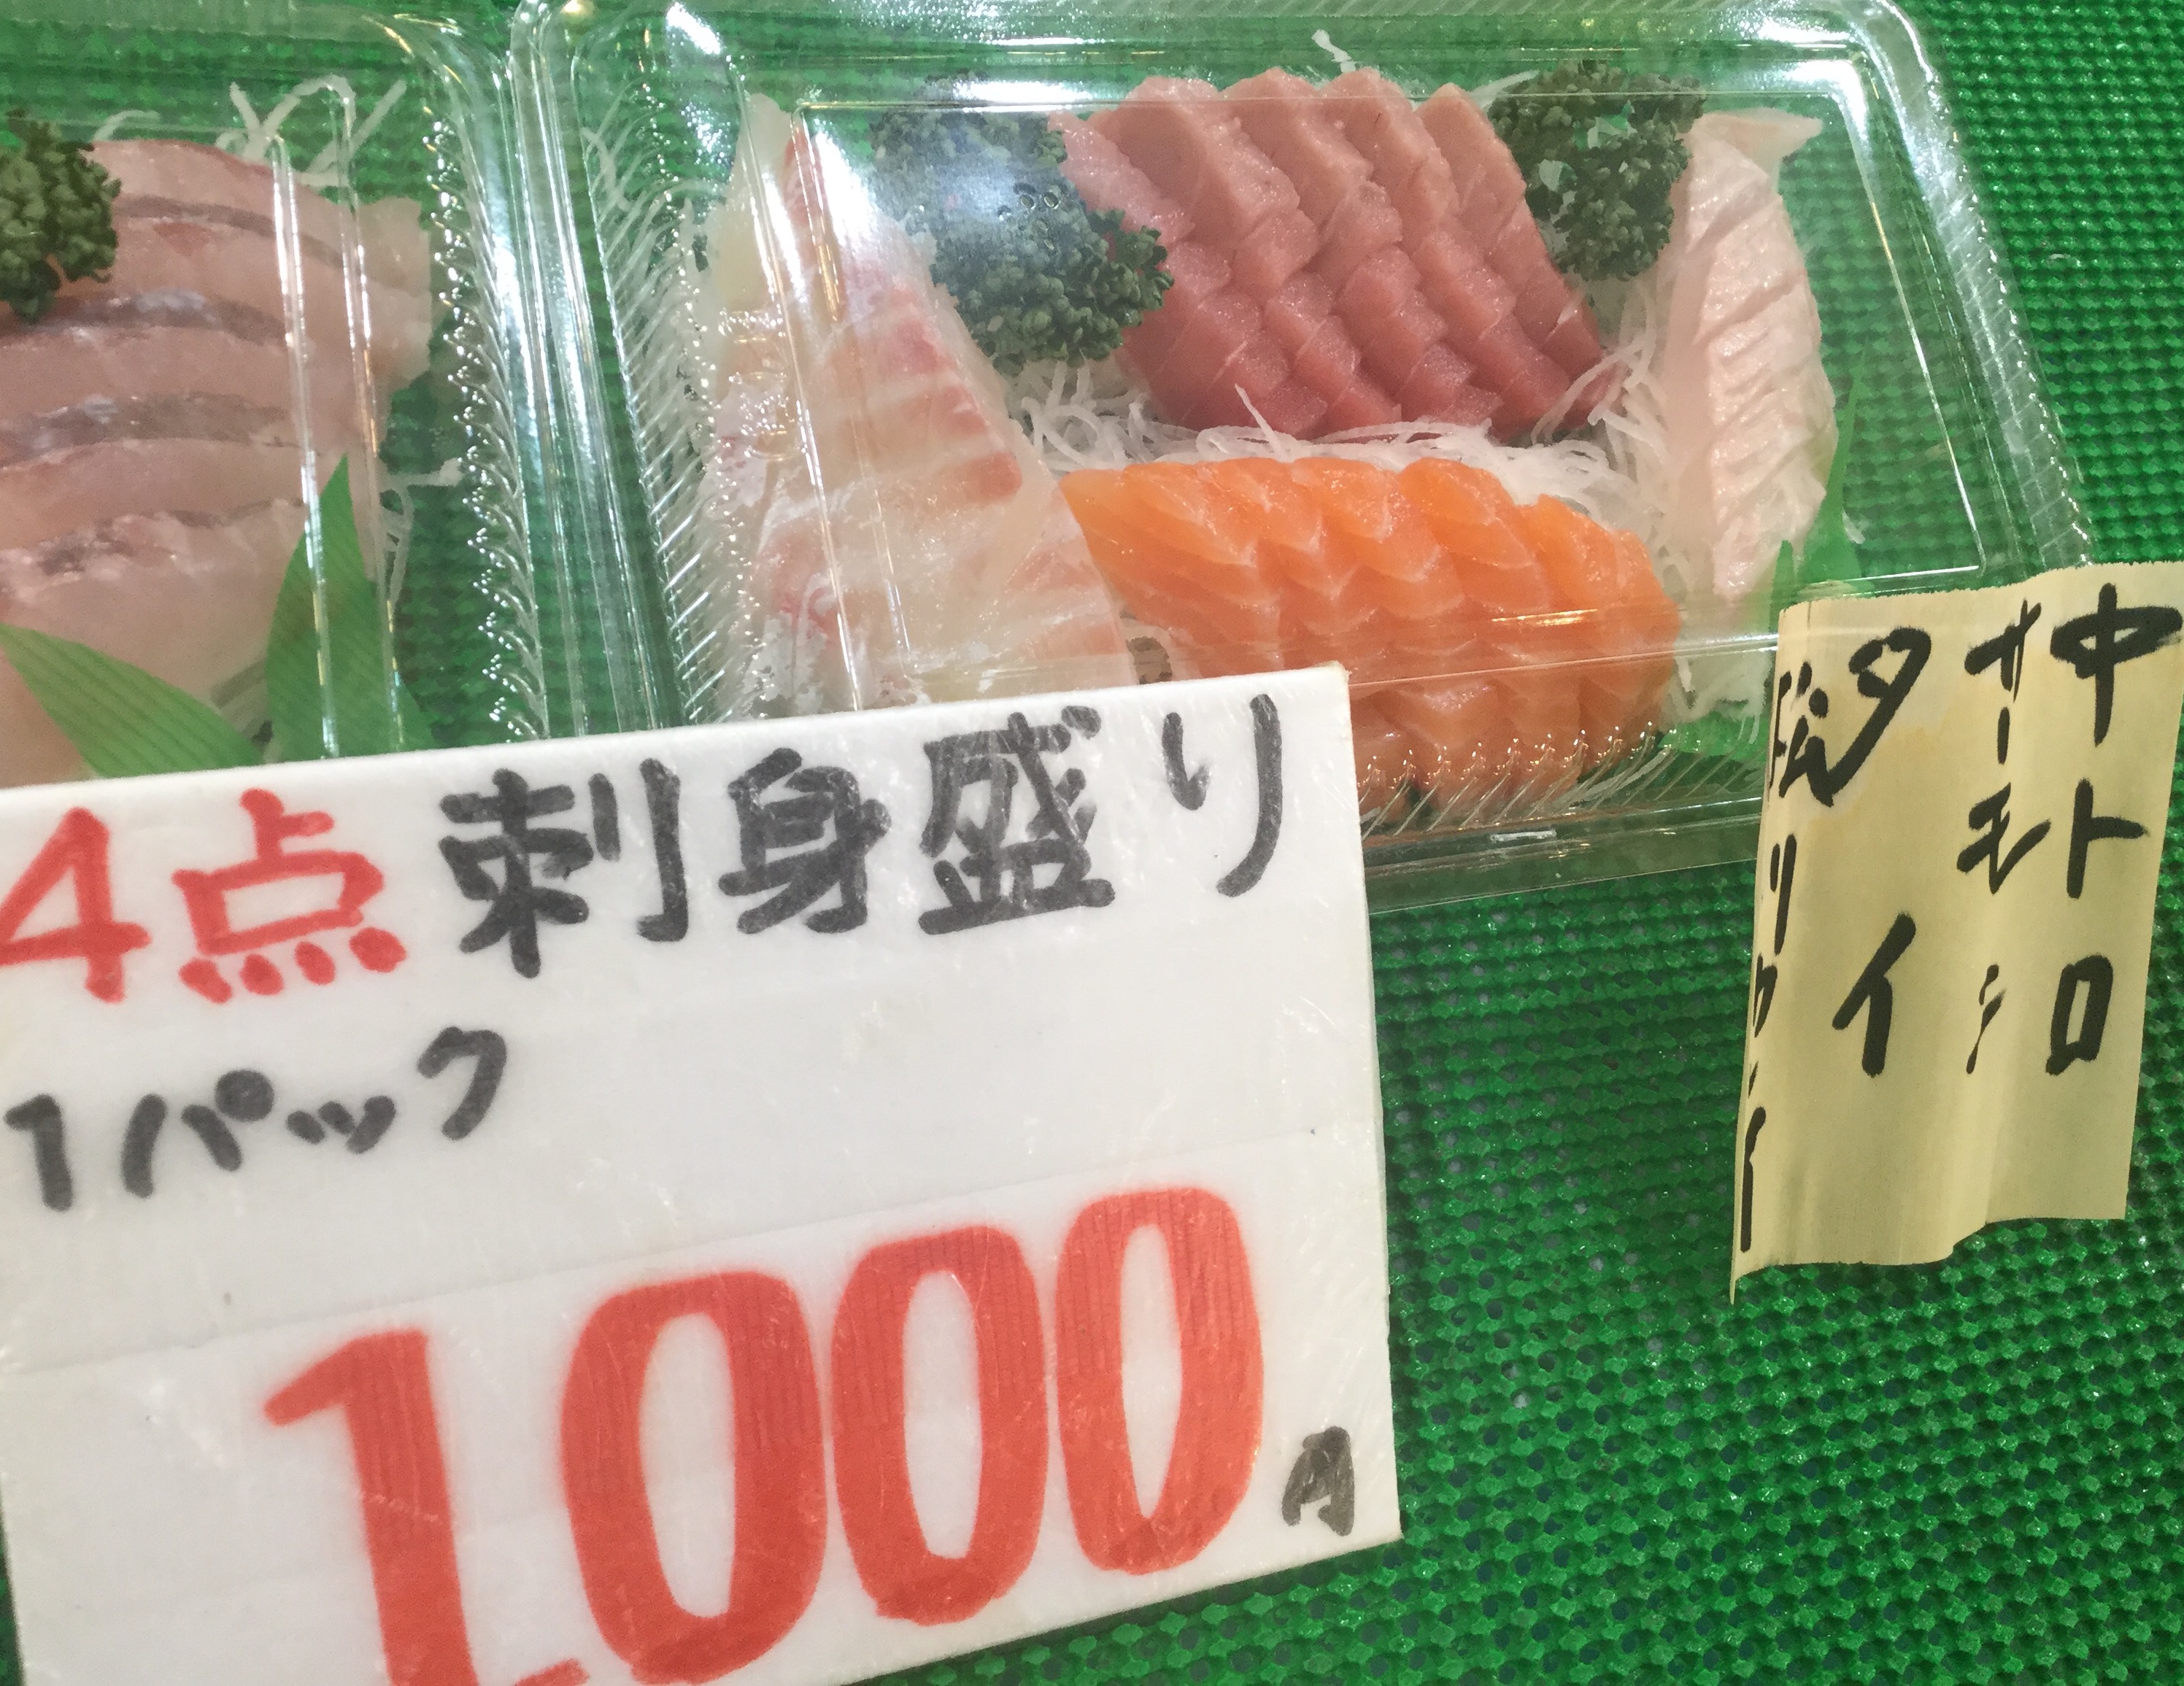 4点刺身盛り
1パック
1,000円
中トロ
サーモン
タイ